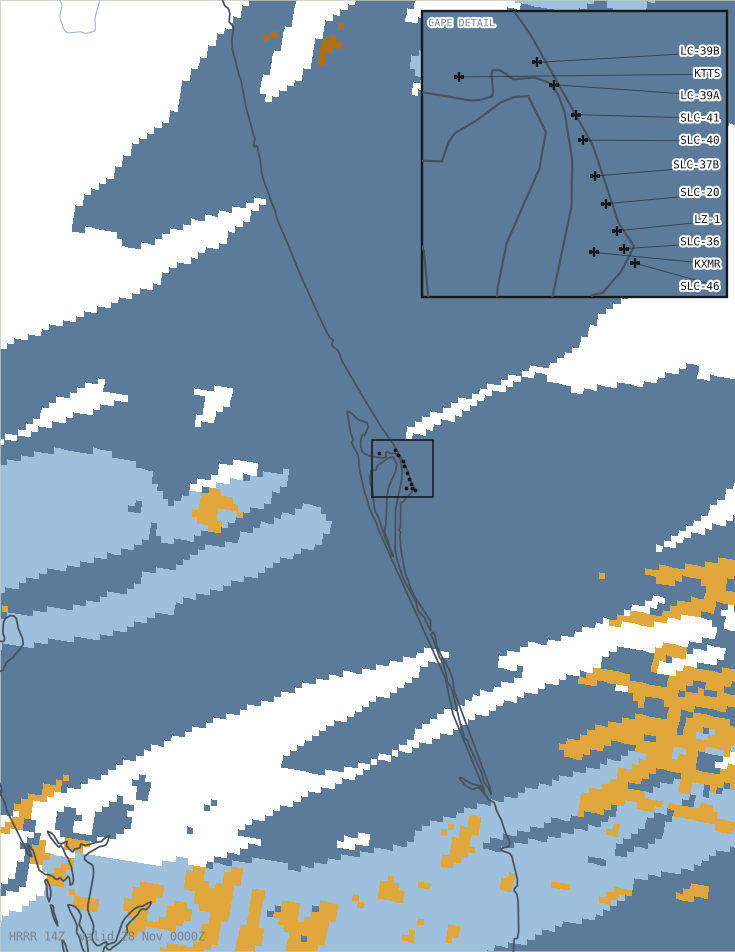 CAPE DETAIL
LC-39B
KTTS
LC-39A
SLC-41
SLC-40
SLC-37B
SLC-20
LZ-1
SLC-36
KXMR
SLC-46
HRRR 14Z  valid 28 Nov 0000Z